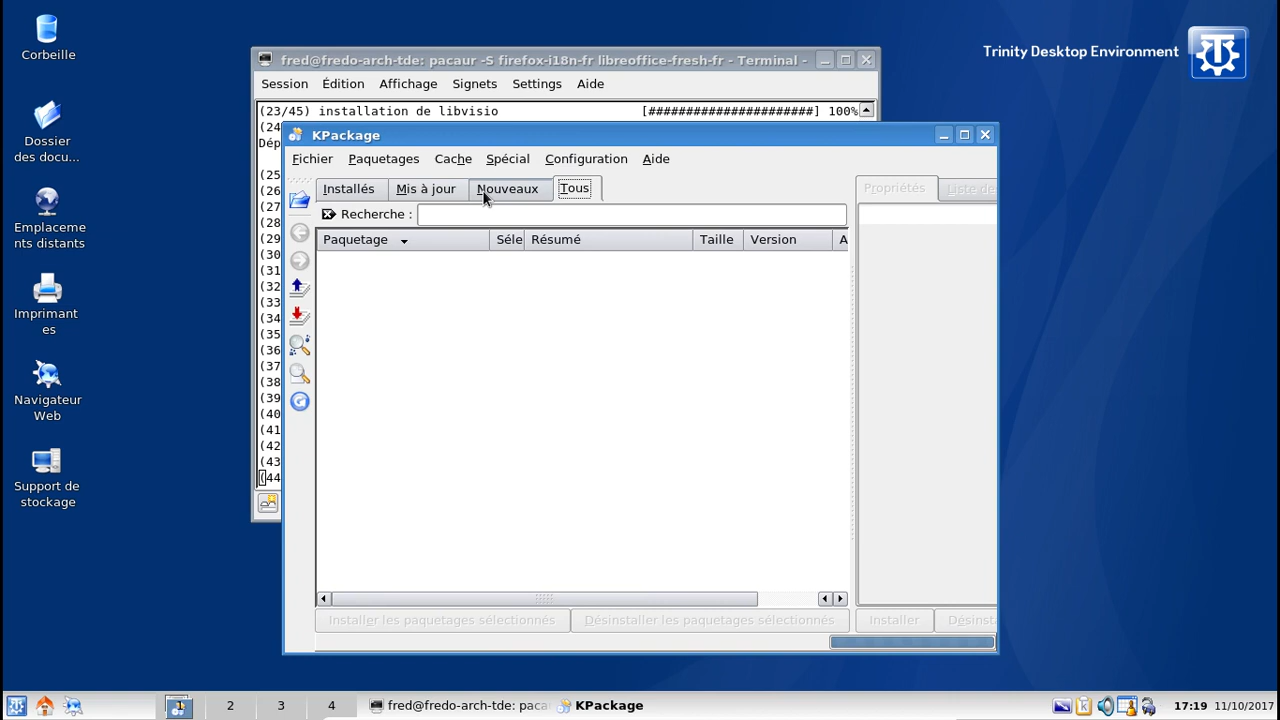 Corbeille
Dossier
des docu...
Emplaceme
nts distants
Imprimant
es
Navigateur
Web
Support de
stockage
Trinity Desktop Environment
fred@fredo-arch-tde: pacaur -S firefox-i18n-fr libreoffice-fresh-fr - Terminal -
Session Édition Affichage Signets Settings Aide
(23/45) installation de libvisio [######################] 100%
(24
Dép
(25
(26
(27
(28
(29
(30
(31
(32
(33
(34
(35
(36
(37
(38
(39
(40
(41
(42
(43
(44
KPackage
Fichier Paquetages Cache Spécial Configuration Aide
Installés Mis à jour Nouveaux Tous
Recherche :
Paquetage Séle Résumé Taille Version A
Propriétés Liste de
Installer les paquetages sélectionnés Désinstaller les paquetages sélectionnés
Installer Désinst
1 2 3 4 fred@fredo-arch-tde: paca KPackage 17:19 11/10/2017